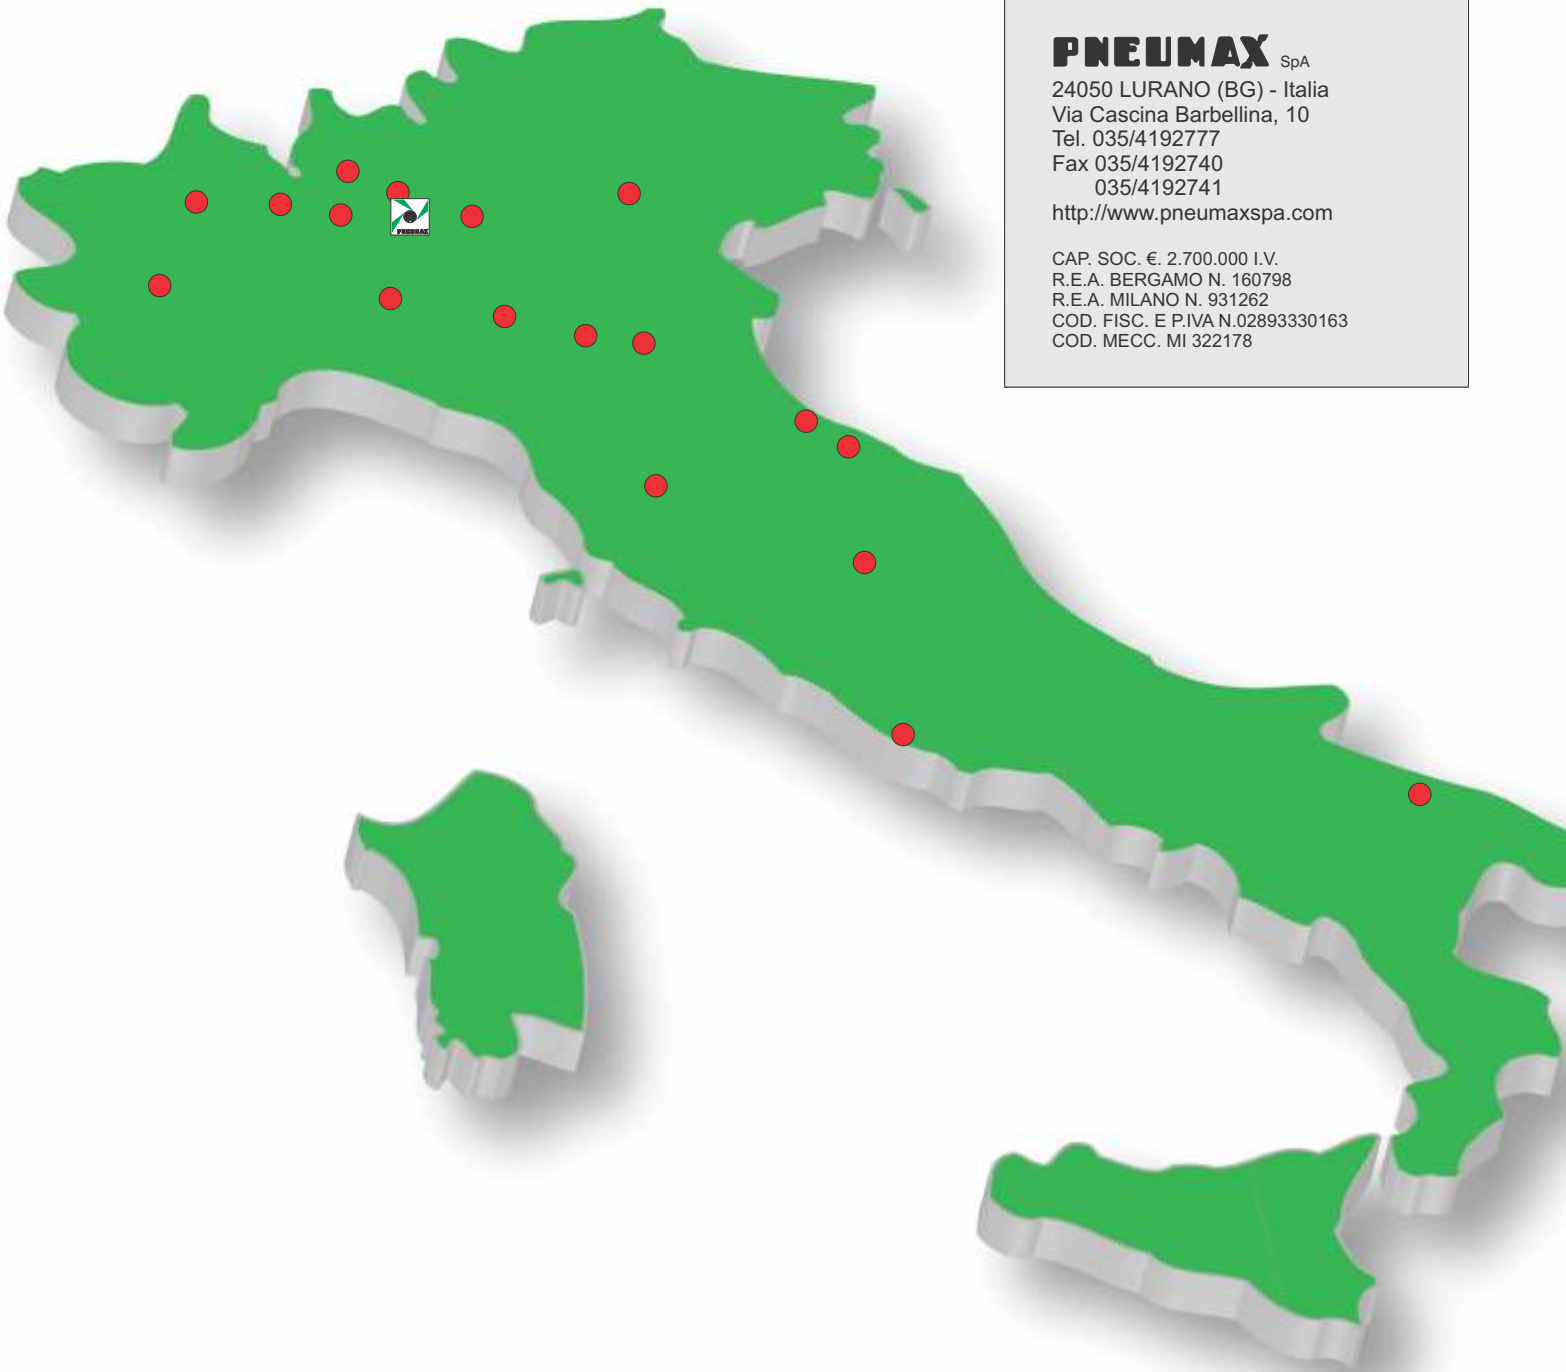 PNEUMAX SpA
24050 LURANO (BG) - Italia
Via Cascina Barbellina, 10
Tel. 035/4192777
Fax 035/4192740
035/4192741
http://www.pneumaxspa.com
CAP. SOC. €. 2.700.000 I.V.
R.E.A. BERGAMO N. 160798
R.E.A. MILANO N. 931262
COD. FISC. E P.IVA N.02893330163
COD. MECC. MI 322178
PNEUMAX